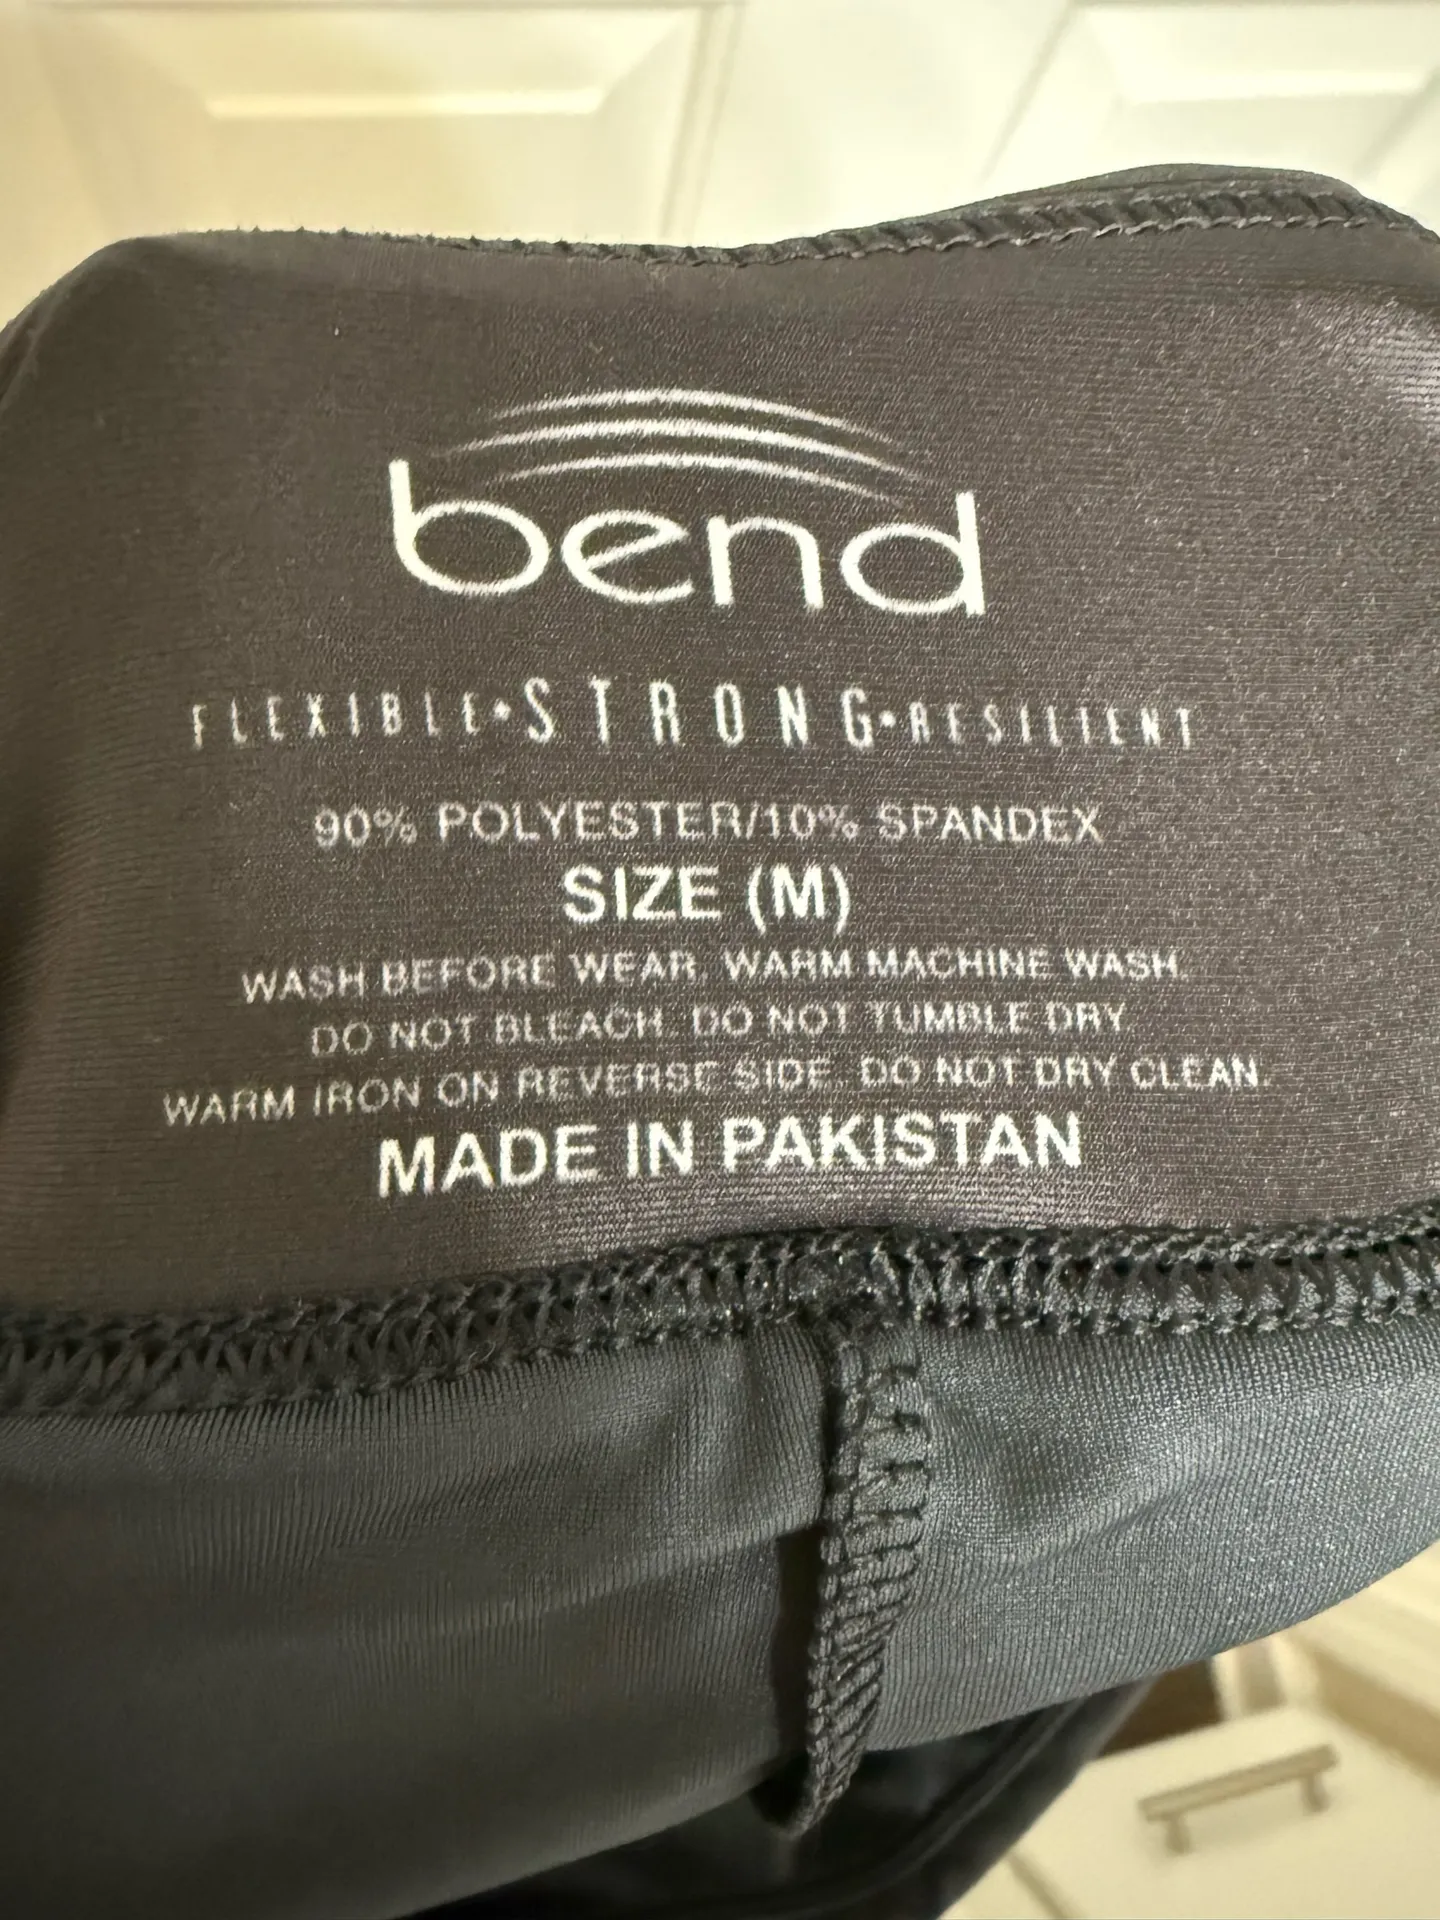 bend
FLEXIBLE•STRONG•RESILIENT
90% POLYESTER/10% SPANDEX
SIZE (M)
WASH BEFORE WEAR, WARM MACHINE WASH.
DO NOT BLEACH. DO NOT TUMBLE DRY
WARM IRON ON REVERSE SIDE. DO NOT DRY CLEAN.
MADE IN PAKISTAN